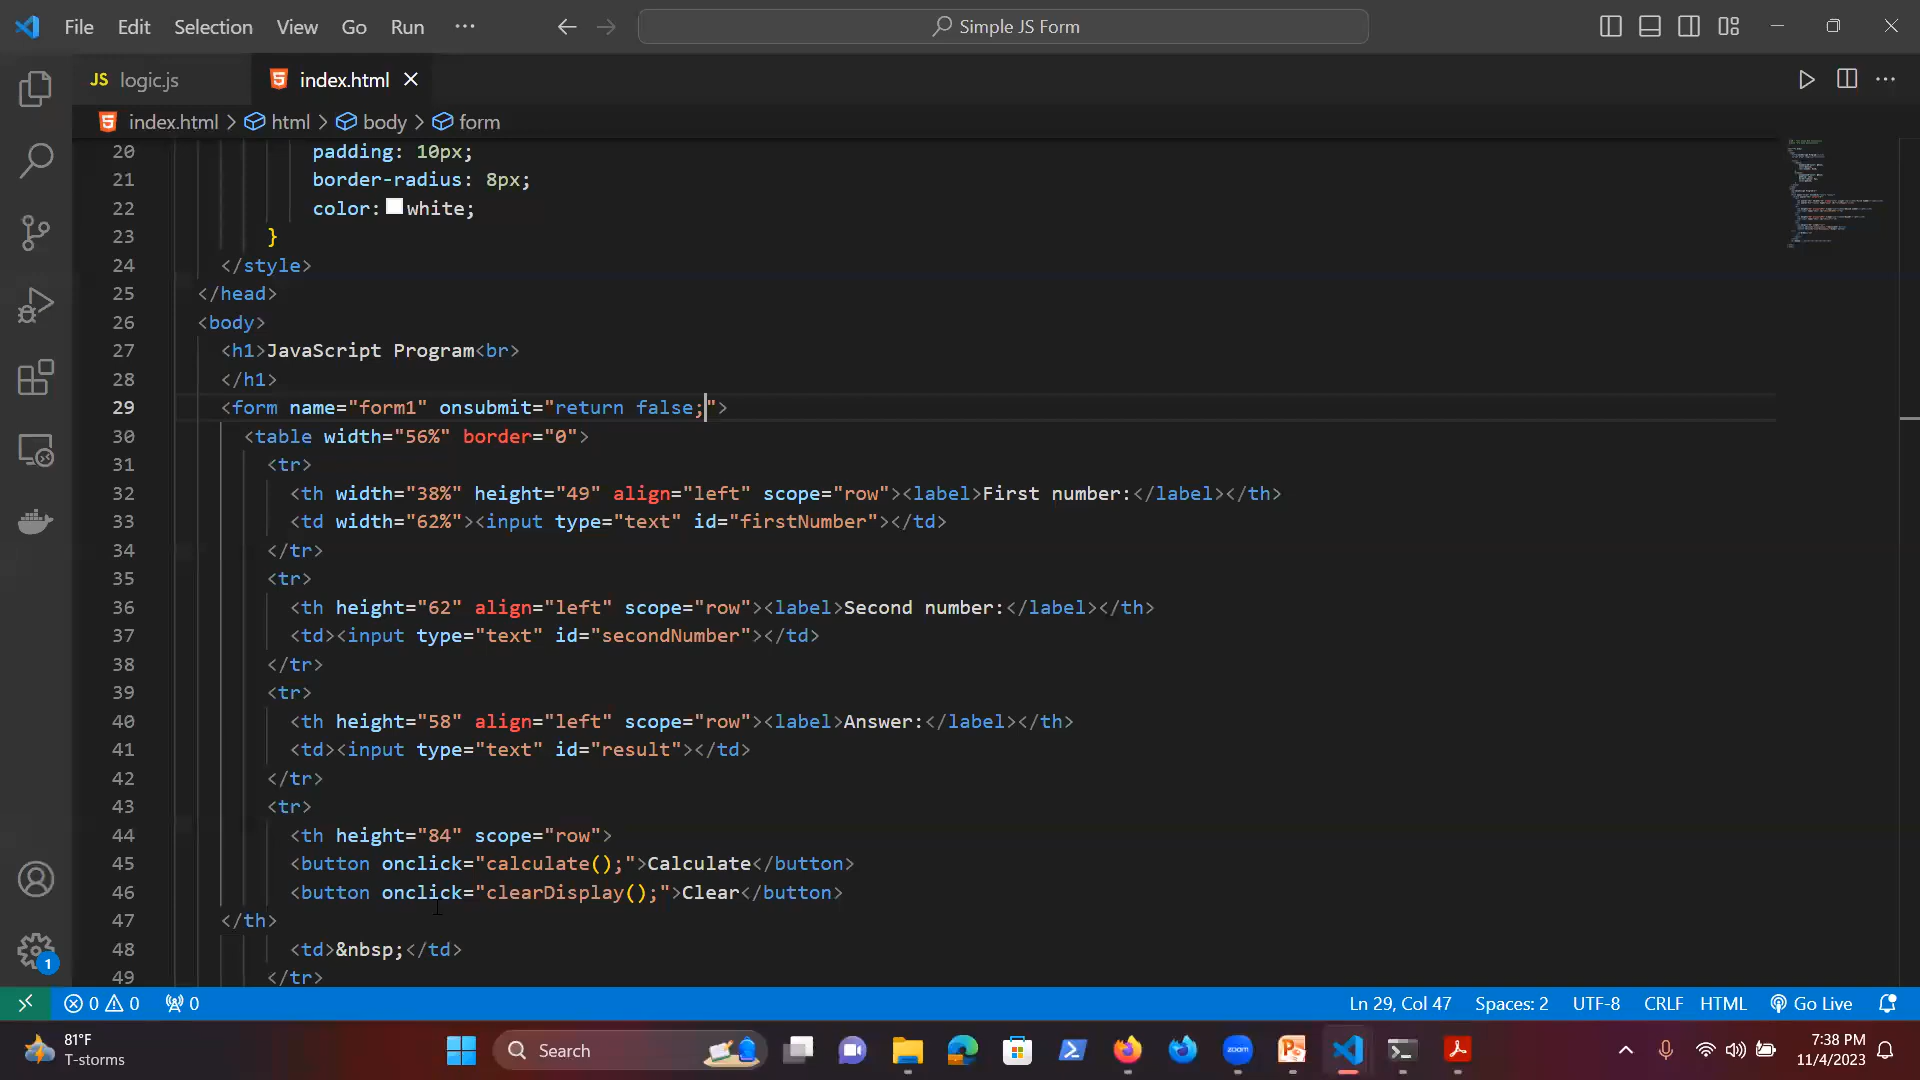 File Edit Selection View Go Run ··· Simple JS Form
JS logic.js index.html
index.html > html > body > form
20 padding: 10px;
21 border-radius: 8px;
22 color: white;
23 }
24 </style>
25 </head>
26 <body>
27 <h1>JavaScript Program<br>
28 </h1>
29 <form name="form1" onsubmit="return false;">
30 <table width="56%" border="0">
31 <tr>
32 <th width="38%" height="49" align="left" scope="row"><label>First number:</label></th>
33 <td width="62%"><input type="text" id="firstNumber"></td>
34 </tr>
35 <tr>
36 <th height="62" align="left" scope="row"><label>Second number:</label></th>
37 <td><input type="text" id="secondNumber"></td>
38 </tr>
39 <tr>
40 <th height="58" align="left" scope="row"><label>Answer:</label></th>
41 <td><input type="text" id="result"></td>
42 </tr>
43 <tr>
44 <th height="84" scope="row">
45 <button onclick="calculate();">Calculate</button>
46 <button onclick="clearDisplay();">Clear</button>
47 </th>
48 <td>&nbsp;</td>
49 </tr>
1
0 0 0 Ln 29, Col 47 Spaces: 2 UTF-8 CRLF HTML Go Live
81°F
T-storms
Search
zoom
7:38 PM
11/4/2023